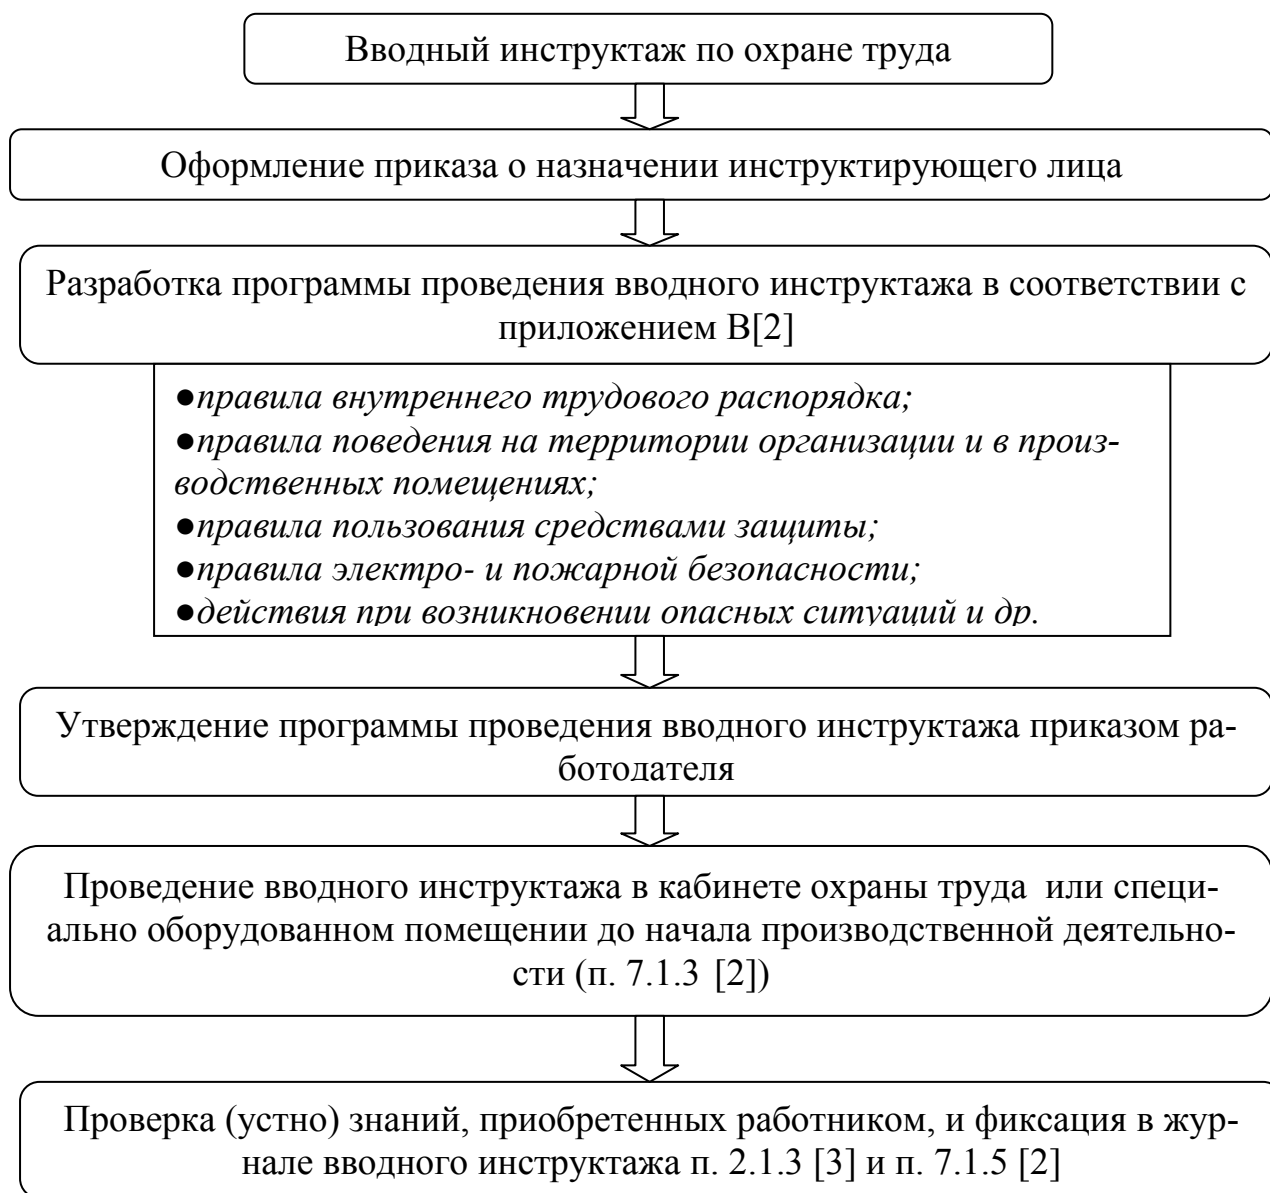 Вводный инструктаж по охране труда
Оформление приказа о назначении инструктирующего лица
Разработка программы проведения вводного инструктажа в соответствии с
приложением В[2]
●правила внутреннего трудового распорядка;
●правила поведения на территории организации и в произ-
водственных помещениях;
●правила пользования средствами защиты;
●правила электро- и пожарной безопасности;
●действия при возникновении опасных ситуаций и др.
Утверждение программы проведения вводного инструктажа приказом ра-
ботодателя
Проведение вводного инструктажа в кабинете охраны труда  или специ-
ально оборудованном помещении до начала производственной деятельно-
сти (п. 7.1.3 [2])
Проверка (устно) знаний, приобретенных работником, и фиксация в жур-
нале вводного инструктажа п. 2.1.3 [3] и п. 7.1.5 [2]